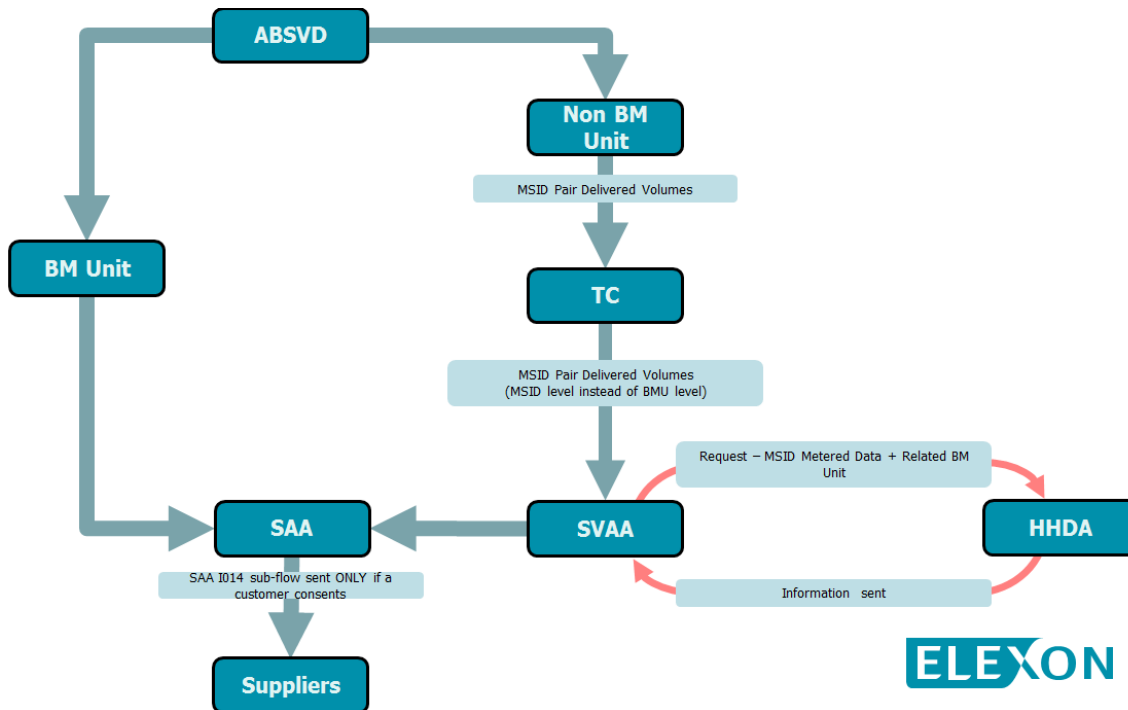 ABSVD
Non BM
Unit
MSID Pair Delivered Volumes
BM Unit
TC
MSID Pair Delivered Volumes
(MSID level instead of BMU level)
Request – MSID Metered Data + Related BM
Unit
SAA
SVAA
HHDA
SAA I014 sub-flow sent ONLY if a
customer consents
Information sent
Suppliers
ELEXON